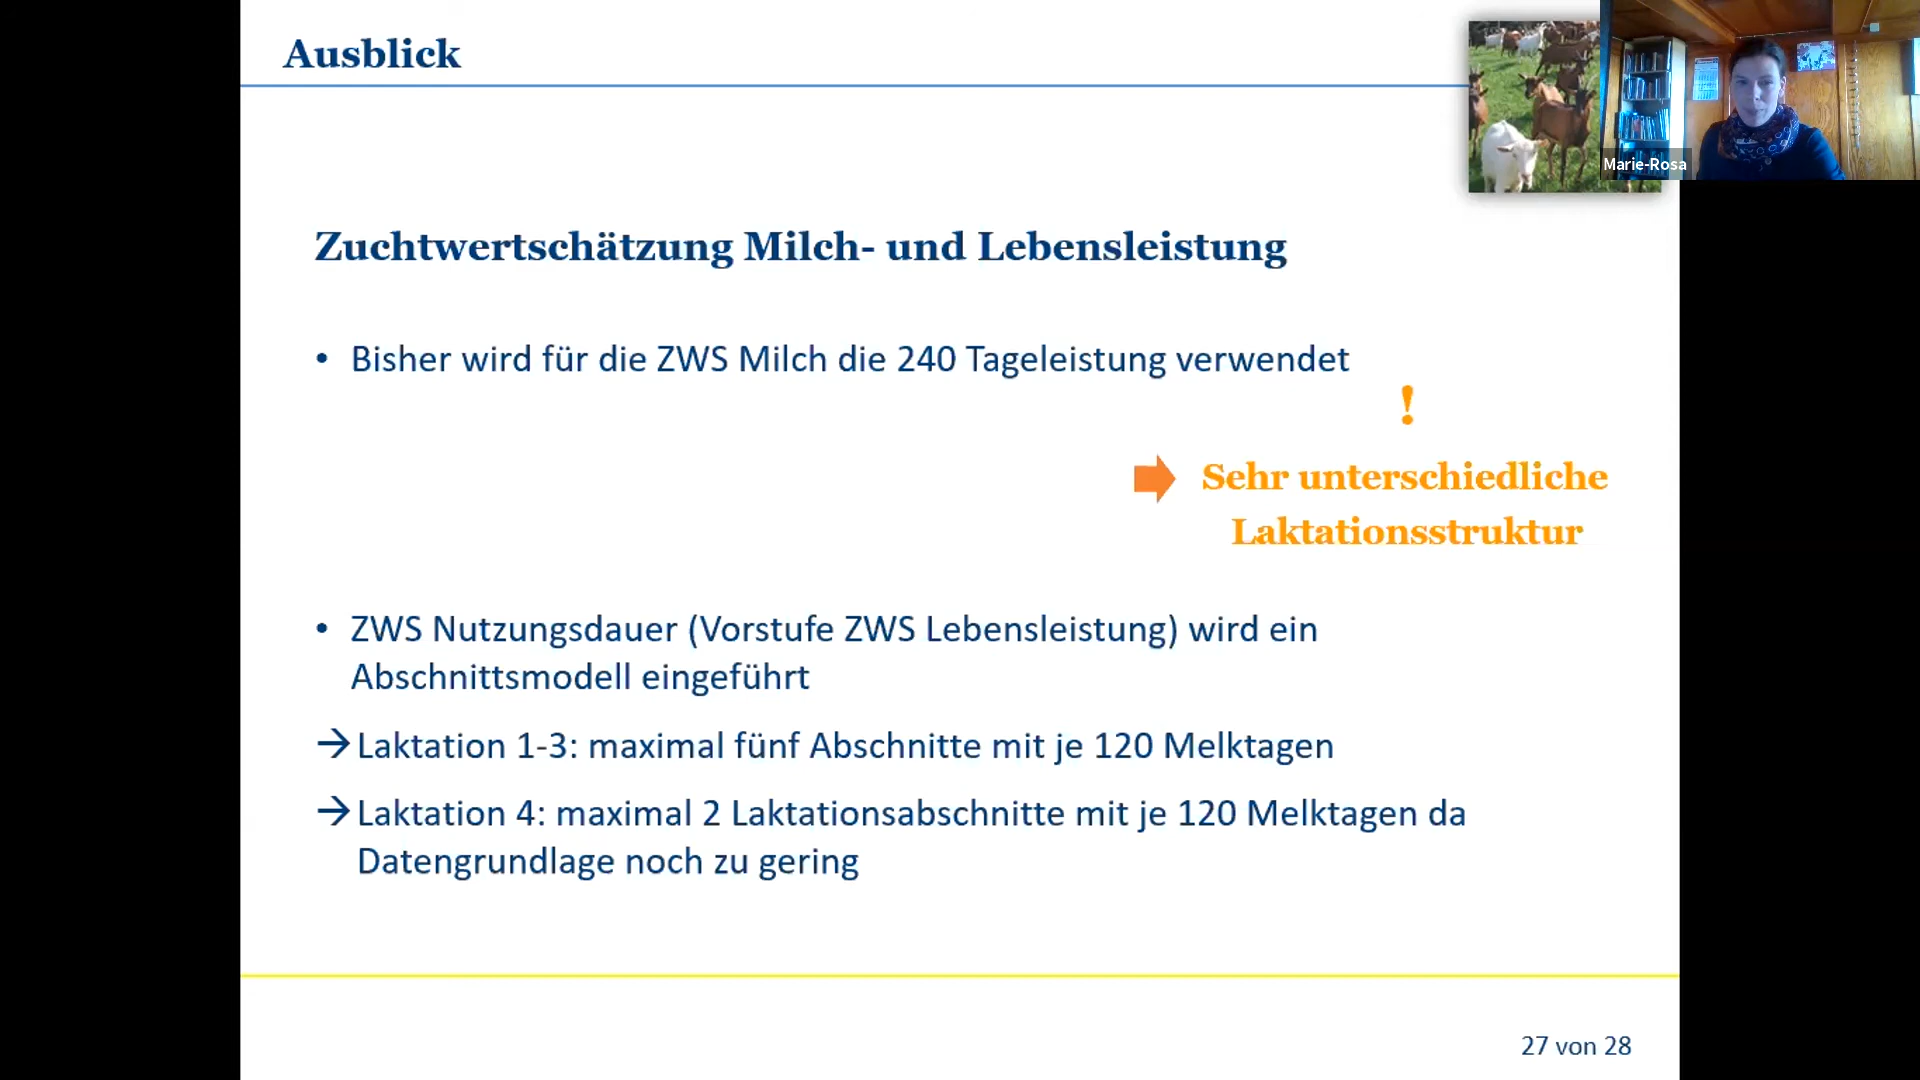 Ausblick
Marie-Rosa
Zuchtwertschätzung Milch- und Lebensleistung
• Bisher wird für die ZWS Milch die 240 Tageleistung verwendet
!
Sehr unterschiedliche
Laktationsstruktur
• ZWS Nutzungsdauer (Vorstufe ZWS Lebensleistung) wird ein
Abschnittsmodell eingeführt
→ Laktation 1-3: maximal fünf Abschnitte mit je 120 Melktagen
→ Laktation 4: maximal 2 Laktationsabschnitte mit je 120 Melktagen da
Datengrundlage noch zu gering
27 von 28